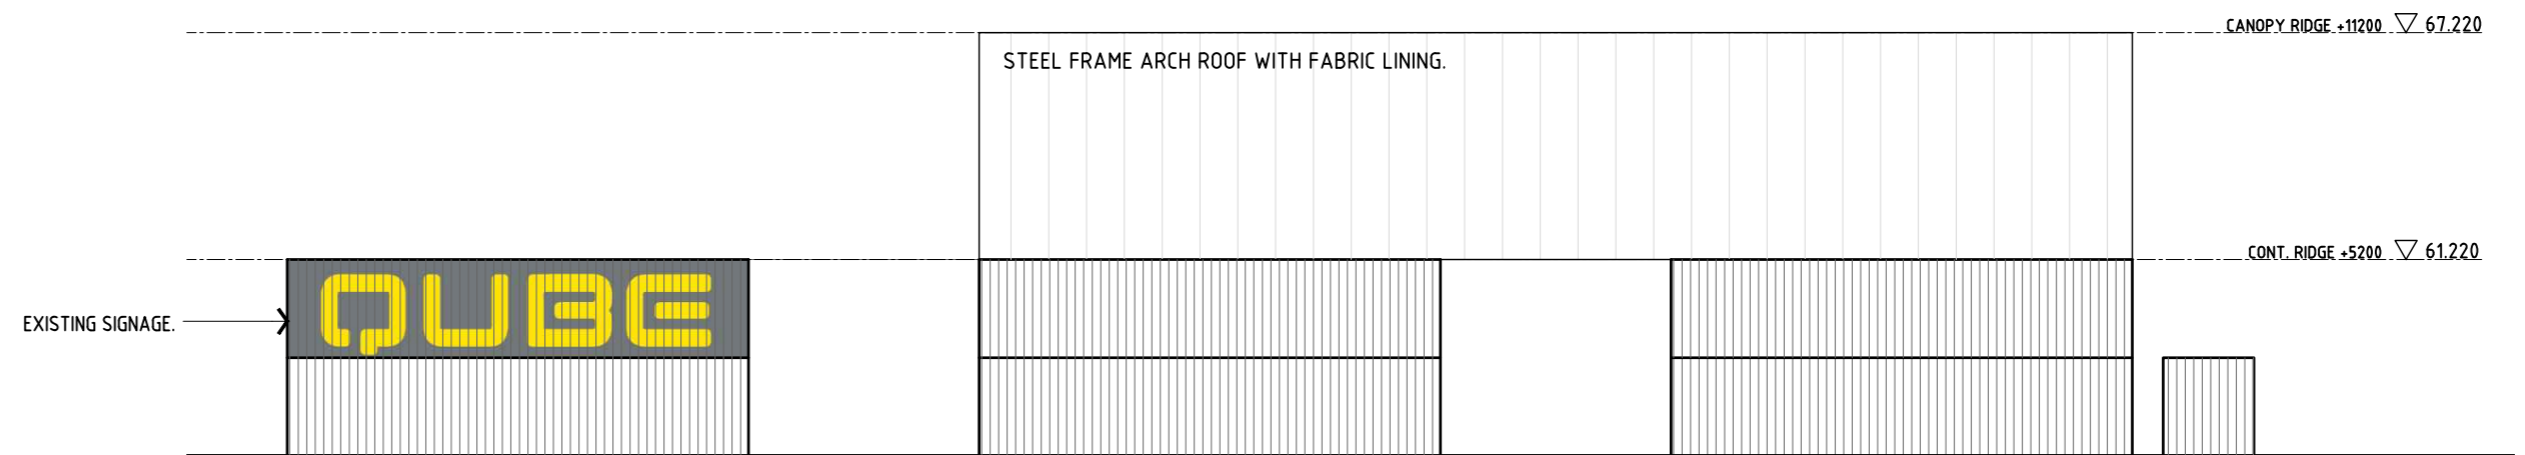 CANOPY RIDGE +11200 67.220
STEEL FRAME ARCH ROOF WITH FABRIC LINING.
CONT. RIDGE +5200 61.220
QUBE
EXISTING SIGNAGE.